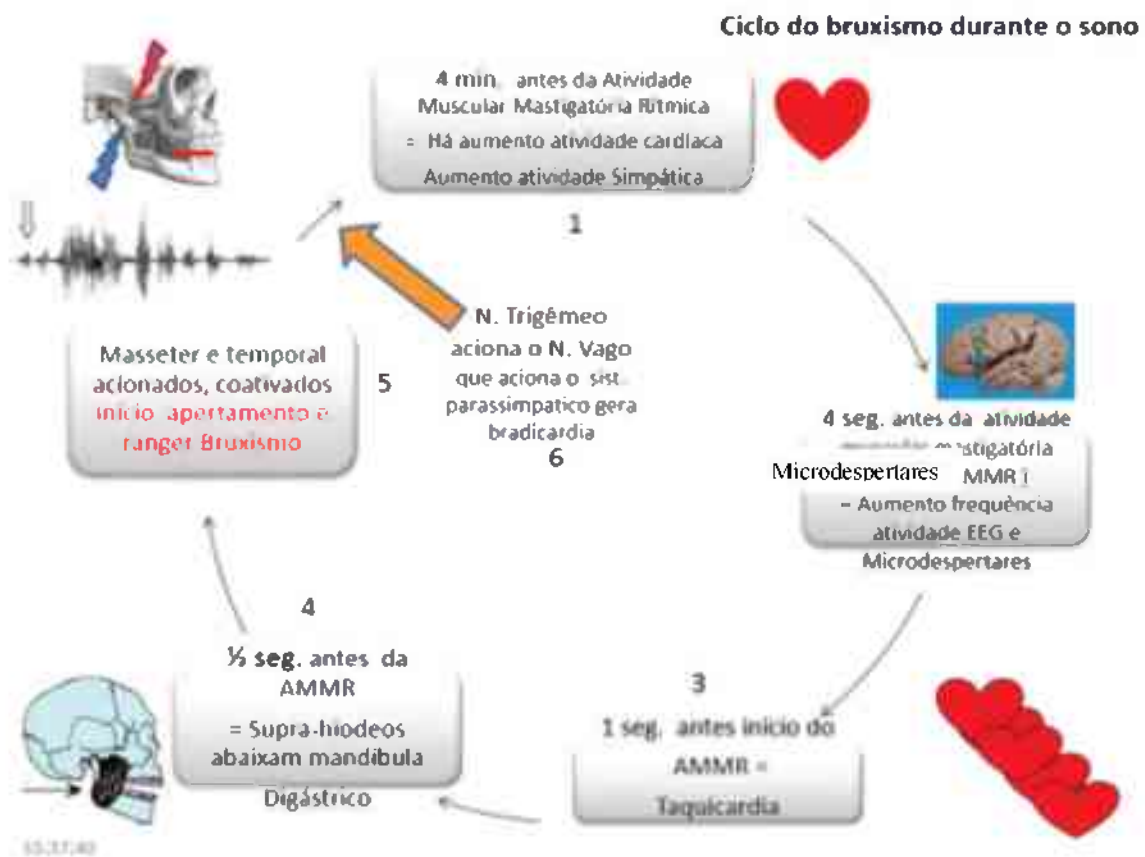 Ciclo do bruxismo durante o sono
4 min. antes da Atividade
Muscular Mastigatória Rítmica
= Há aumento atividade cardíaca
Aumento atividade Simpática
1
4 seg. antes da atividade
mastigatória
Microdespertares MMR
– Aumento frequência
atividade EEG e
Microdespertares
3
1 seg. antes início do
AMMR =
Taquicardia
4
½ seg. antes da
AMMR
= Supra-hiodeos
abaixam mandibula
Digástrico
Masseter e temporal
acionados, coativados
início apertamento e
ranger Bruxismo
5
N. Trigêmeo
aciona o N. Vago
que aciona o sist.
parassimpatico gera
bradicardia
6